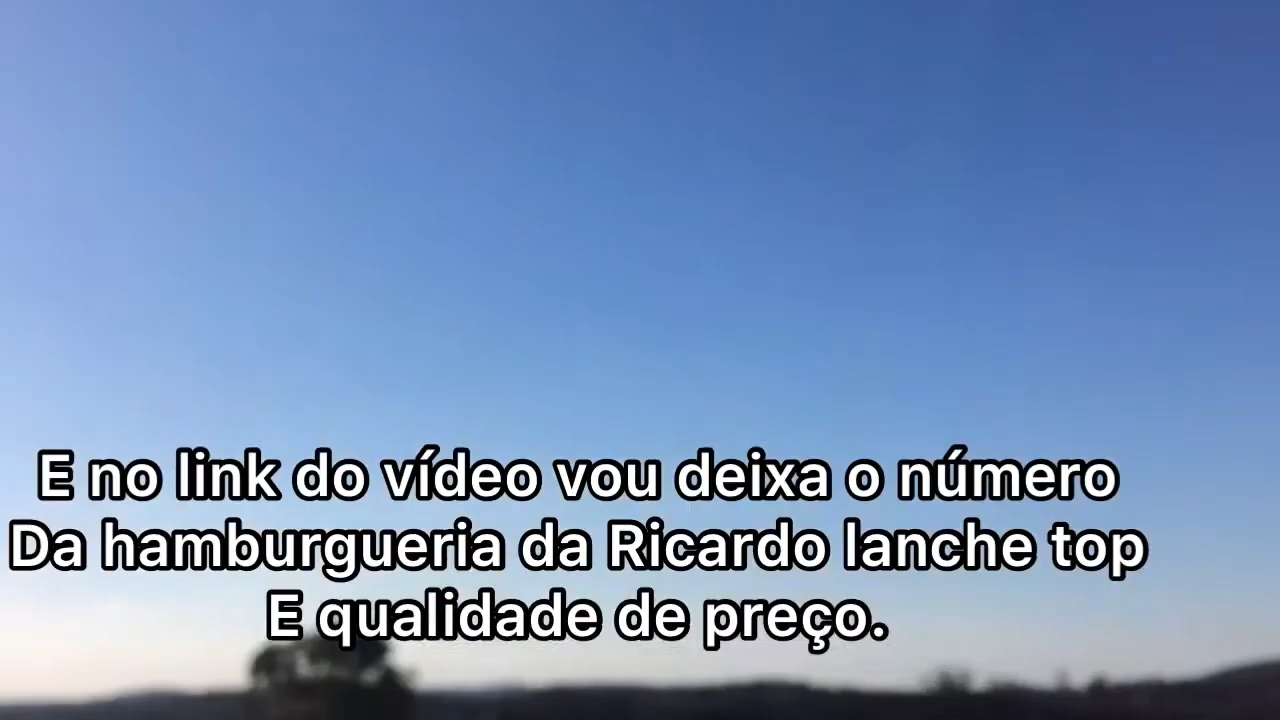 E no link do vídeo vou deixa o número
Da hamburgueria da Ricardo lanche top
E qualidade de preço.